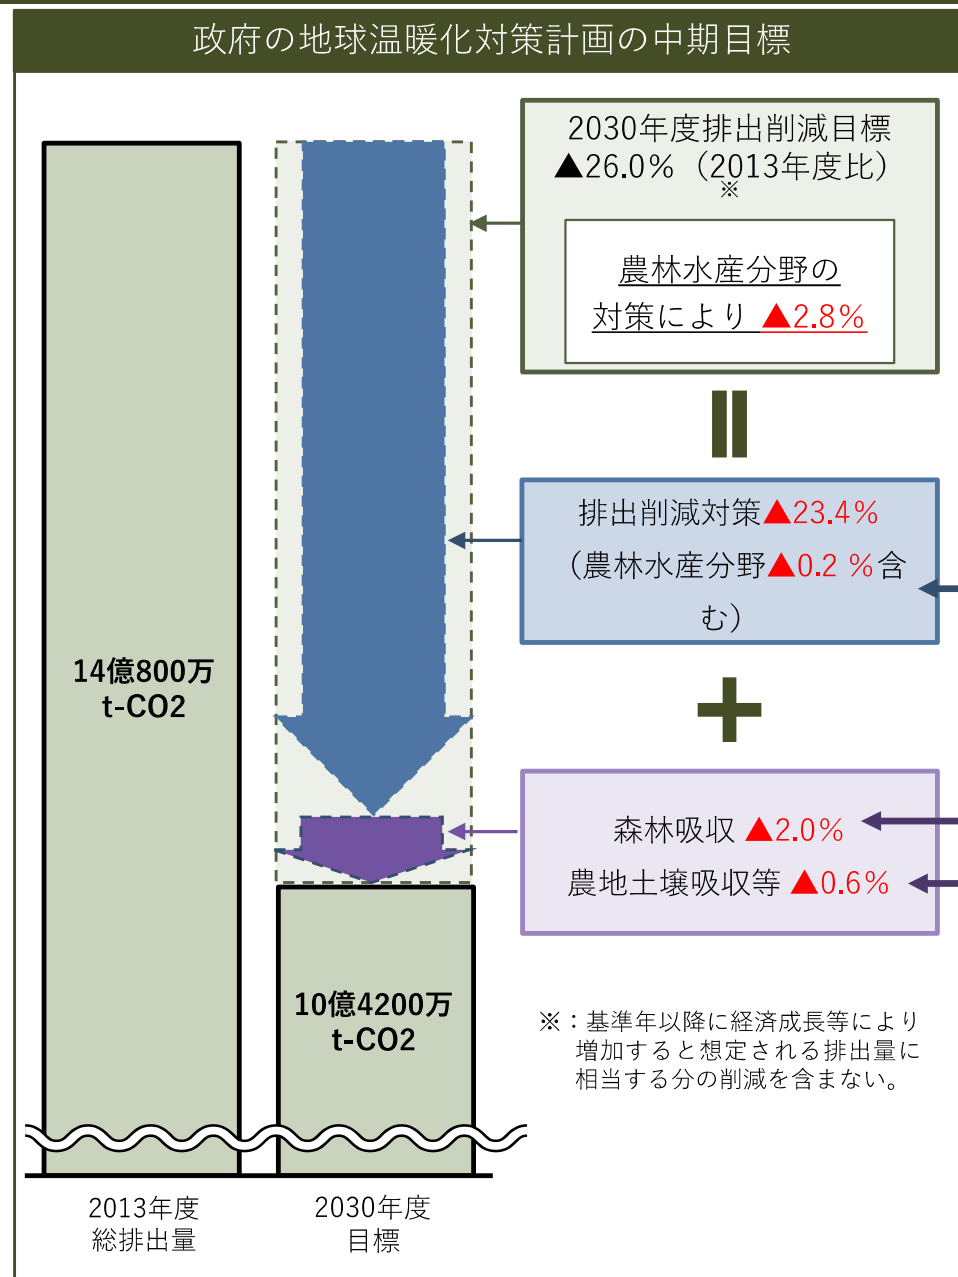 政府の地球温暖化対策計画の中期目標
2030年度排出削減目標
▲26.0%（2013年度比）
※
農林水産分野の
対策により ▲2.8%
排出削減対策▲23.4%
（農林水産分野▲0.2 %含
む）
14億800万
t-CO2
森林吸収 ▲2.0%
農地土壌吸収等 ▲0.6%
10億4200万
t-CO2
※：基準年以降に経済成長等により
増加すると想定される排出量に
相当する分の削減を含まない。
2013年度
総排出量
2030年度
目標